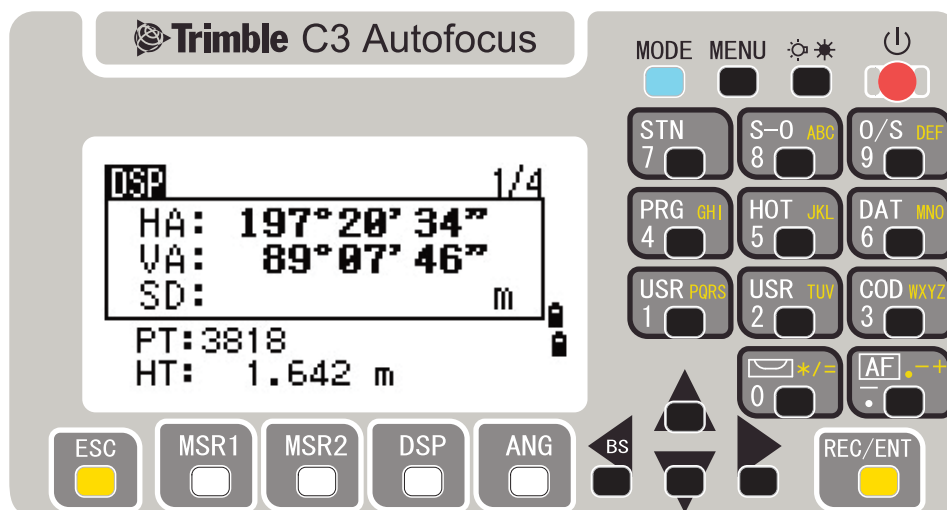 Trimble C3 Autofocus
MODE MENU
STN
7
S-O ABC
8
O/S DEF
9
DSP 1/4
HA: 197°20'34"
VA: 89°07'46"
SD: m
PT:3818
HT: 1.642 m
PRG GHI
4
HOT JKL
5
DAT MNO
6
USR PQRS
1
USR TUV
2
COD WXYZ
3
*/=
0
AF .-+
ESC MSR1 MSR2 DSP ANG BS REC/ENT